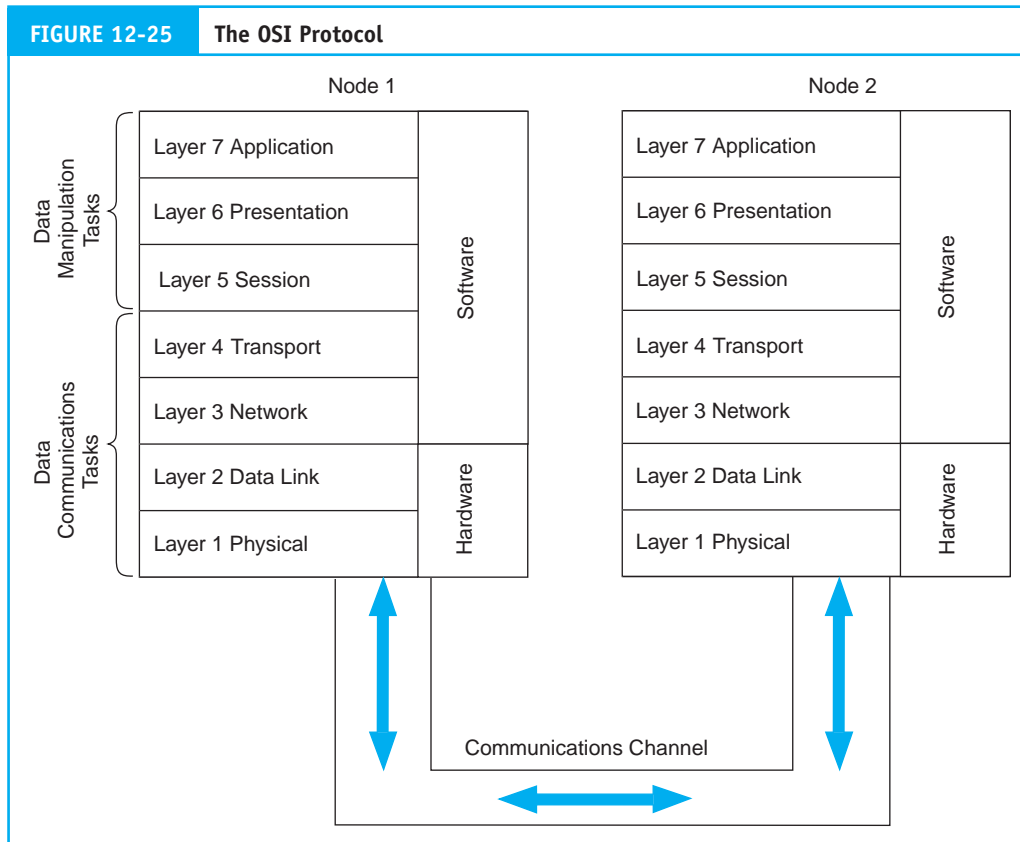 FIGURE 12-25 The OSI Protocol
Node 1
Node 2
Data
Manipulation
Tasks
Data
Communications
Tasks
Layer 7 Application
Layer 6 Presentation
Layer 5 Session
Layer 4 Transport
Layer 3 Network
Layer 2 Data Link
Layer 1 Physical
Software
Hardware
Layer 7 Application
Layer 6 Presentation
Layer 5 Session
Layer 4 Transport
Layer 3 Network
Layer 2 Data Link
Layer 1 Physical
Software
Hardware
Communications Channel